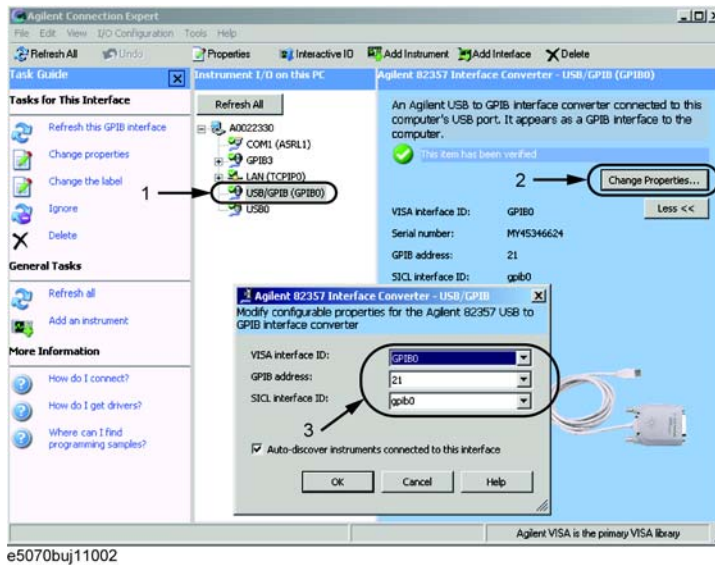 Agilent Connection Expert
File Edit View I/O Configuration Tools Help
Refresh All Undo Properties Interactive IO Add Instrument Add Interface Delete
Task Guide
Tasks for This Interface
Refresh this GPIB interface
Change properties
Change the label
Ignore
Delete
General Tasks
Refresh all
Add an instrument
More Information
How do I connect?
How do I get drivers?
Where can I find
programming samples?
Instrument I/O on this PC
Refresh All
A0022330
COM1 (ASRL1)
GPIB3
LAN (TCPIP0)
1
USB/GPIB (GPIB0)
USB0
Agilent 82357 Interface Converter - USB/GPIB (GPIB0)
An Agilent USB to GPIB interface converter connected to this
computer's USB port. It appears as a GPIB interface to the
computer.
This item has been verified
2
Change Properties...
Less <<
VISA interface ID: GPIB0
Serial number: MY45346624
GPIB address: 21
SICL interface ID: gpib0
Agilent 82357 Interface Converter - USB/GPIB
Modify configurable properties for the Agilent 82357 USB to
GPIB interface converter
VISA interface ID: GPIB0
GPIB address: 21
SICL interface ID: gpib0
3
Auto-discover instruments connected to this interface
OK Cancel Help
Agilent VISA is the primary VISA library
e5070buj11002